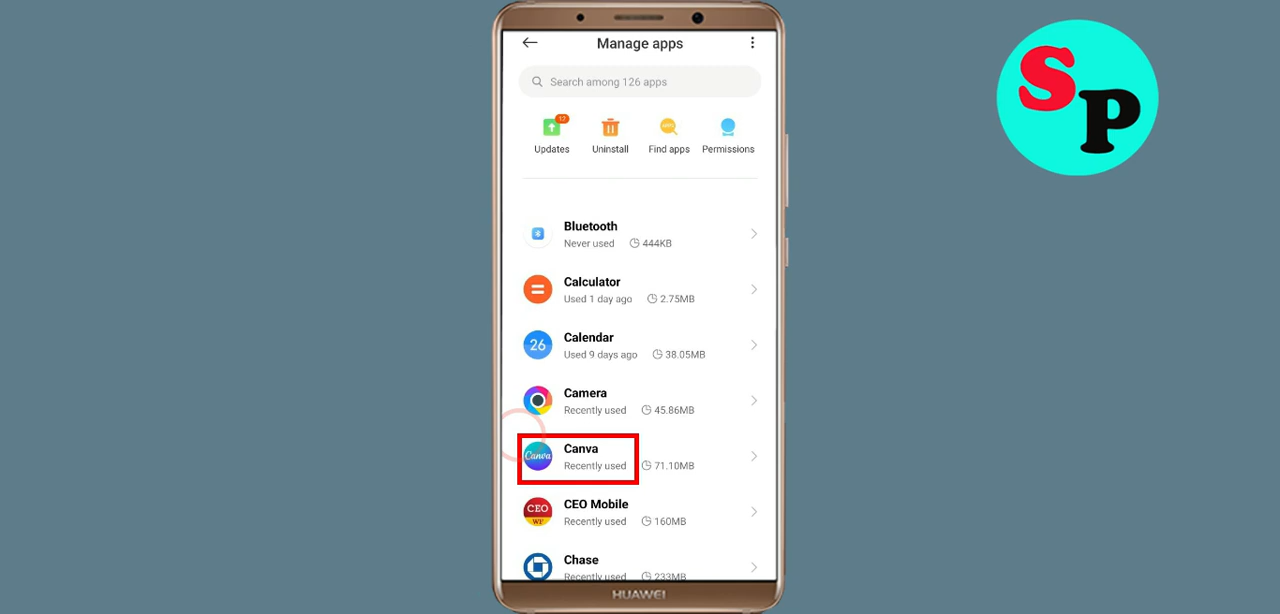 Manage apps
Search among 126 apps
17
Updates
Uninstall
Find apps
Permissions
Bluetooth
Never used 444KB
Calculator
Used 1 day ago 2.75MB
26
Calendar
Used 9 days ago 38.05MB
Camera
Recently used 45.86MB
Canva
Canva
Recently used 71.10MB
CEO
WF
CEO Mobile
Recently used 160MB
Chase
Recently used 233MB
HUAWEI
SP